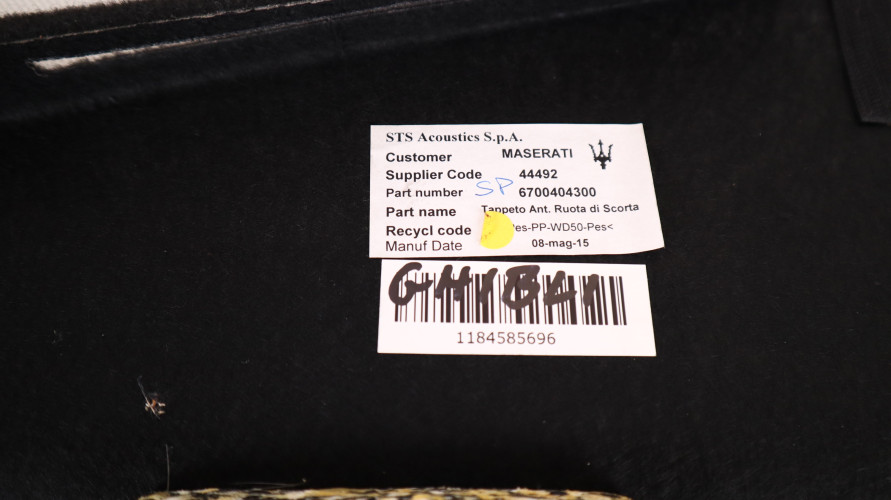 STS Acoustics S.p.A.
Customer MASERATI
Supplier Code 44492
Part number SP 6700404300
Part name Tappeto Ant. Ruota di Scorta
Recycl code es-PP-WD50-Pes<
Manuf Date 08-mag-15
GHIBLI
1184585696